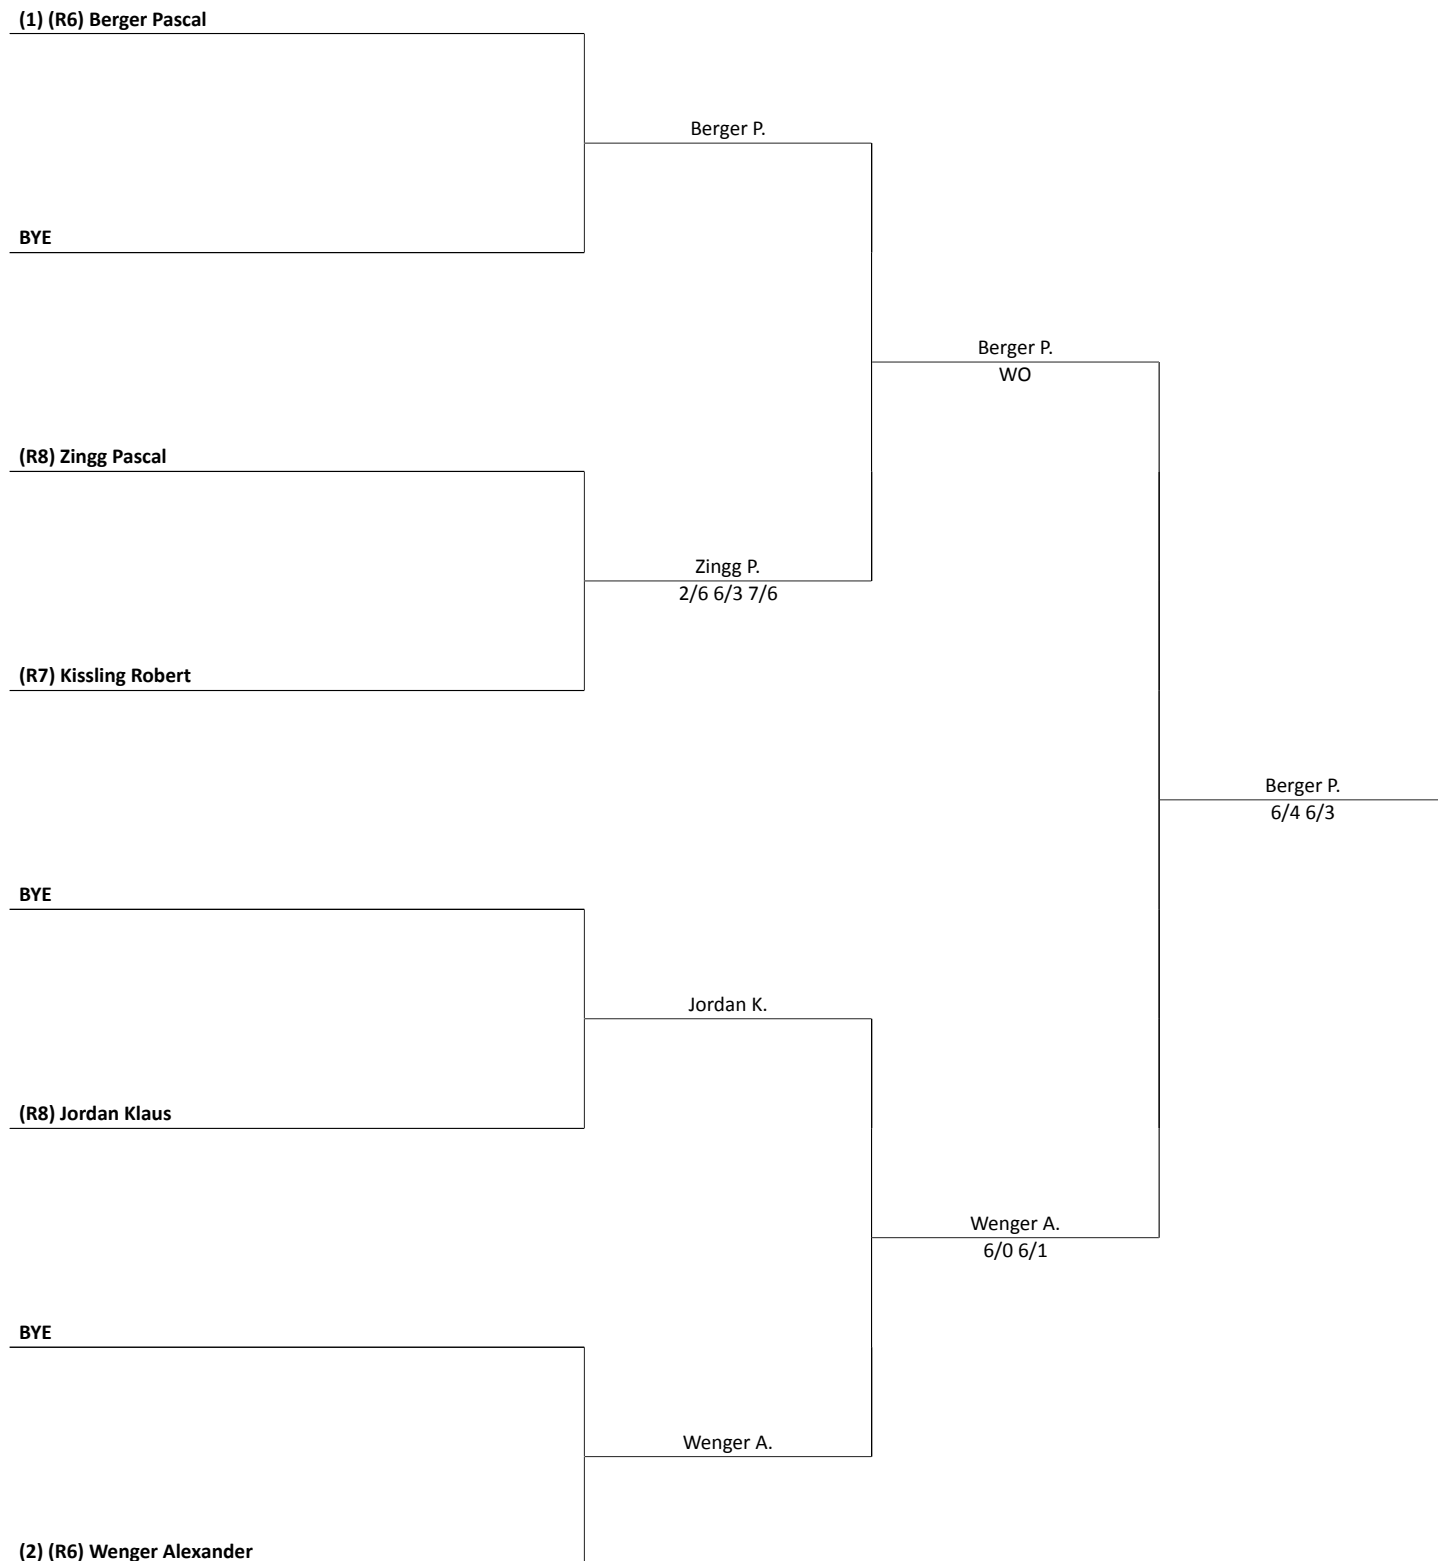 (1) (R6) Berger Pascal
Berger P.
BYE
Berger P.
WO
(R8) Zingg Pascal
Zingg P.
2/6 6/3 7/6
(R7) Kissling Robert
Berger P.
6/4 6/3
BYE
Jordan K.
(R8) Jordan Klaus
Wenger A.
6/0 6/1
BYE
Wenger A.
(2) (R6) Wenger Alexander